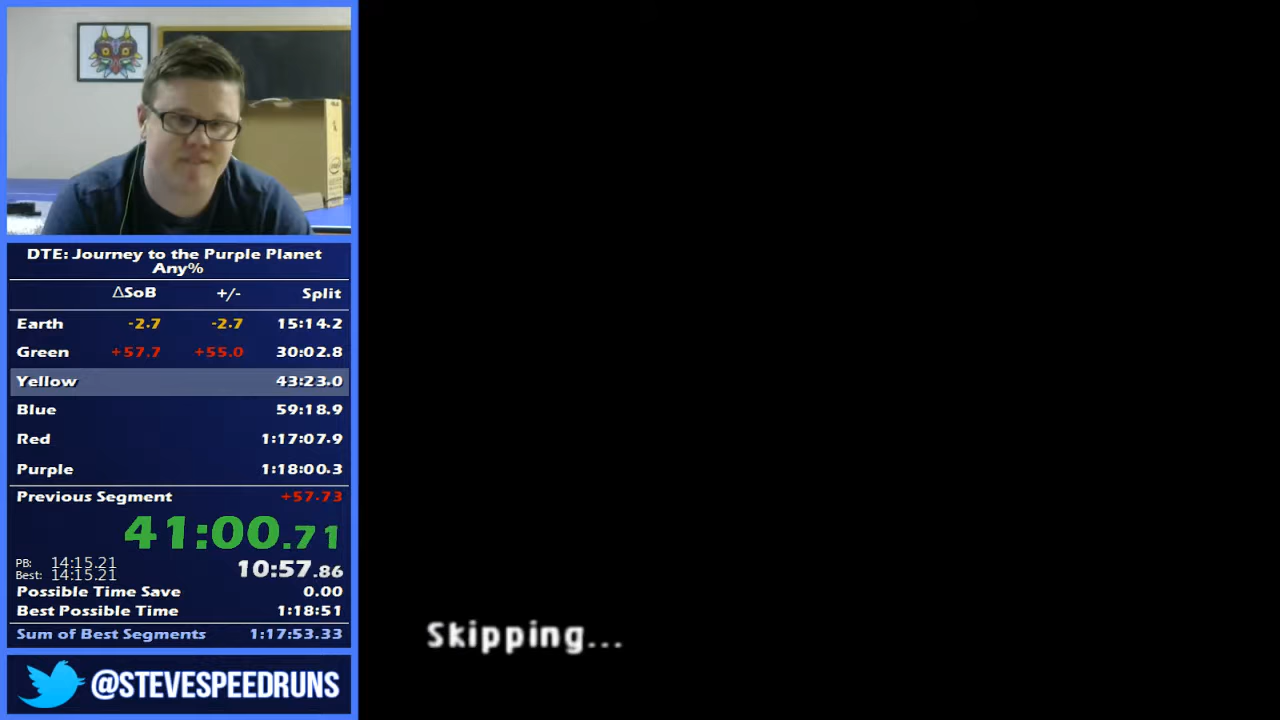 DTE: Journey to the Purple Planet
Any%
ΔSoB +/- Split
Earth -2.7 -2.7 15:14.2
Green +57.7 +55.0 30:02.8
Yellow 43:23.0
Blue 59:18.9
Red 1:17:07.9
Purple 1:18:00.3
Previous Segment +57.73
41:00.71
PB: 14:15.21
Best: 14:15.21
10:57.86
Possible Time Save 0.00
Best Possible Time 1:18:51
Sum of Best Segments 1:17:53.33
@STEVESPEEDRUNS
Skipping...